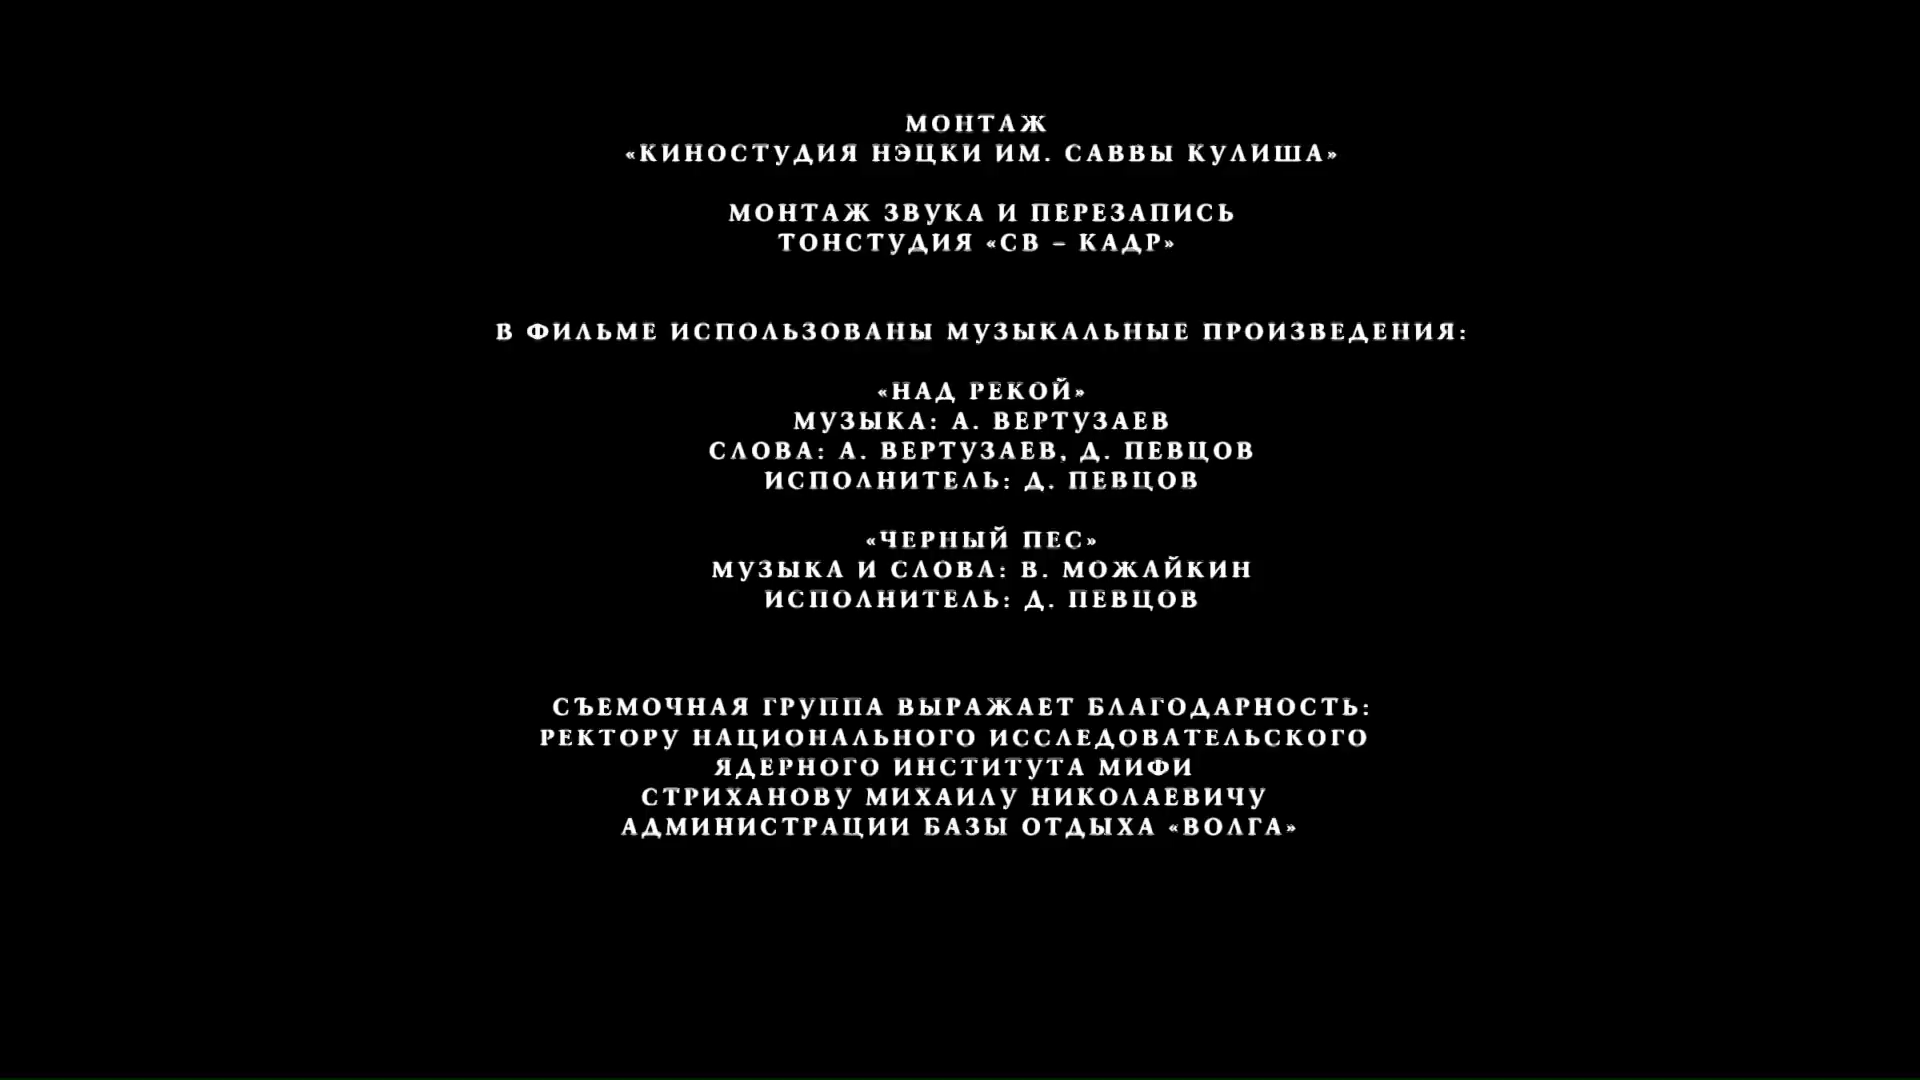 МОНТАЖ
«КИНОСТУДИЯ НЭЦКИ ИМ. САВВЫ КУЛИША»
МОНТАЖ ЗВУКА И ПЕРЕЗАПИСЬ
ТОНСТУДИЯ «СВ – КАДР»
В ФИЛЬМЕ ИСПОЛЬЗОВАНЫ МУЗЫКАЛЬНЫЕ ПРОИЗВЕДЕНИЯ:
«НАД РЕКОЙ»
МУЗЫКА: А. ВЕРТУЗАЕВ
СЛОВА: А. ВЕРТУЗАЕВ, Д. ПЕВЦОВ
ИСПОЛНИТЕЛЬ: Д. ПЕВЦОВ
«ЧЕРНЫЙ ПЕС»
МУЗЫКА И СЛОВА: В. МОЖАЙКИН
ИСПОЛНИТЕЛЬ: Д. ПЕВЦОВ
СЪЕМОЧНАЯ ГРУППА ВЫРАЖАЕТ БЛАГОДАРНОСТЬ:
РЕКТОРУ НАЦИОНАЛЬНОГО ИССЛЕДОВАТЕЛЬСКОГО
ЯДЕРНОГО ИНСТИТУТА МИФИ
СТРИХАНОВУ МИХАИЛУ НИКОЛАЕВИЧУ
АДМИНИСТРАЦИИ БАЗЫ ОТДЫХА «ВОЛГА»